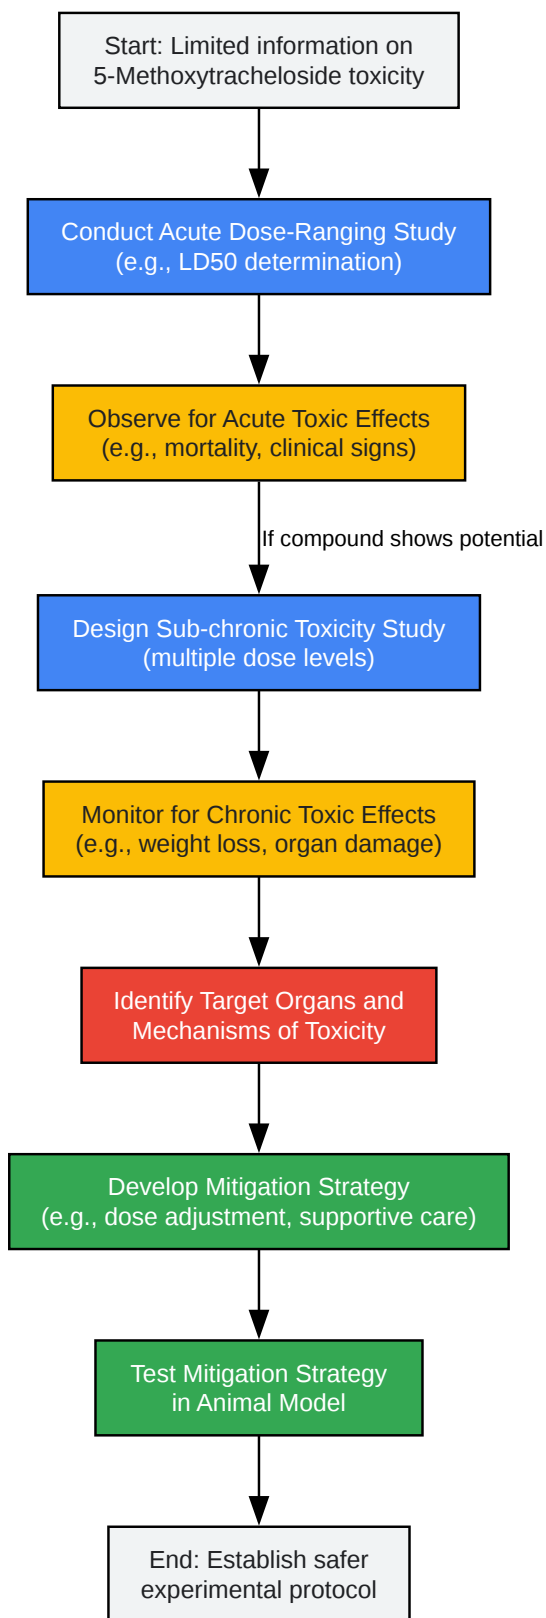 Start: Limited information on
5-Methoxytracheloside toxicity
Conduct Acute Dose-Ranging Study
(e.g., LD50 determination)
Observe for Acute Toxic Effects
(e.g., mortality, clinical signs)
If compound shows potential
Design Sub-chronic Toxicity Study
(multiple dose levels)
Monitor for Chronic Toxic Effects
(e.g., weight loss, organ damage)
Identify Target Organs and
Mechanisms of Toxicity
Develop Mitigation Strategy
(e.g., dose adjustment, supportive care)
Test Mitigation Strategy
in Animal Model
End: Establish safer
experimental protocol